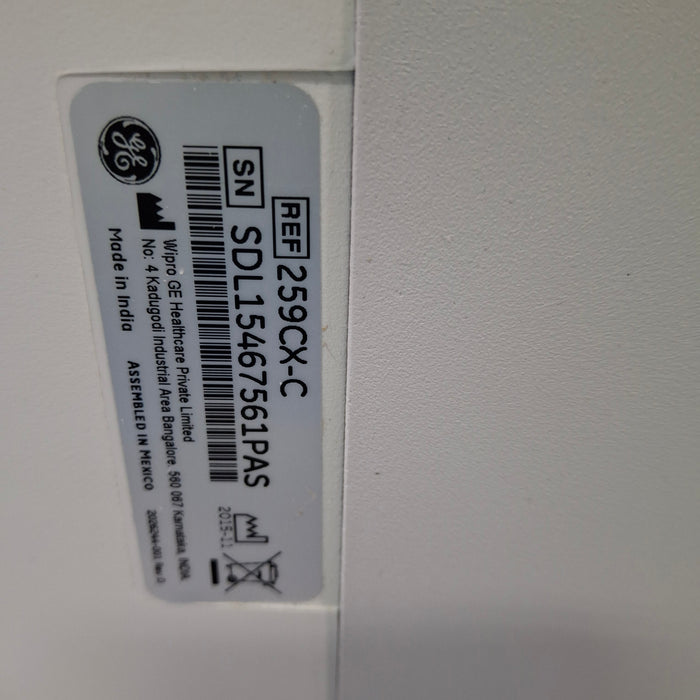 REF 259CX-C
SN SDL15467561PAS
2015-11
GE
Wipro GE Healthcare Private Limited
No: 4 Kadugodi Industrial Area Bangalore. 560 067 Karnataka, INDIA.
Made in India
ASSEMBLED IN MEXICO